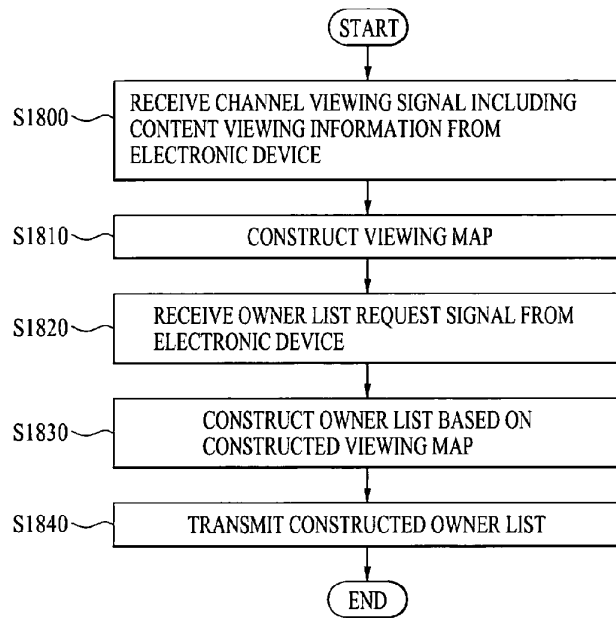 START
S1800
RECEIVE CHANNEL VIEWING SIGNAL INCLUDING
CONTENT VIEWING INFORMATION FROM
ELECTRONIC DEVICE
S1810
CONSTRUCT VIEWING MAP
S1820
RECEIVE OWNER LIST REQUEST SIGNAL FROM
ELECTRONIC DEVICE
S1830
CONSTRUCT OWNER LIST BASED ON
CONSTRUCTED VIEWING MAP
S1840
TRANSMIT CONSTRUCTED OWNER LIST
END